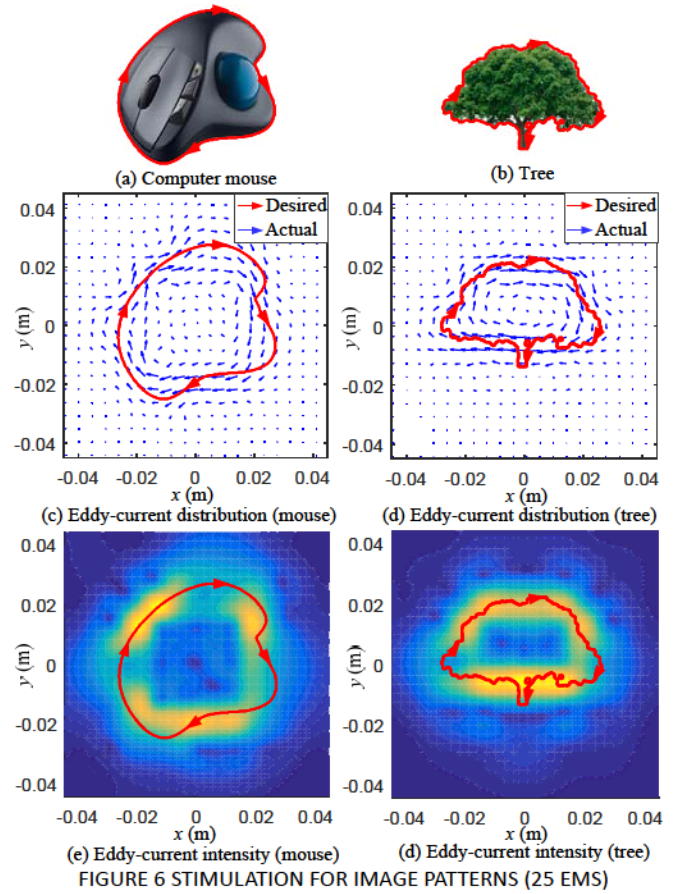 (a) Computer mouse
(b) Tree
0.04
0.02
0
-0.02
-0.04
y (m)
Desired
Actual
-0.04 -0.02 0 0.02 0.04
x (m)
(c) Eddy-current distribution (mouse)
0.04
0.02
0
-0.02
-0.04
y (m)
Desired
Actual
-0.04 -0.02 0 0.02 0.04
x (m)
(d) Eddy-current distribution (tree)
0.04
0.02
0
-0.02
-0.04
y (m)
-0.04 -0.02 0 0.02 0.04
x (m)
(e) Eddy-current intensity (mouse)
0.04
0.02
0
-0.02
-0.04
y (m)
-0.04 -0.02 0 0.02 0.04
x (m)
(d) Eddy-current intensity (tree)
FIGURE 6 STIMULATION FOR IMAGE PATTERNS (25 EMS)